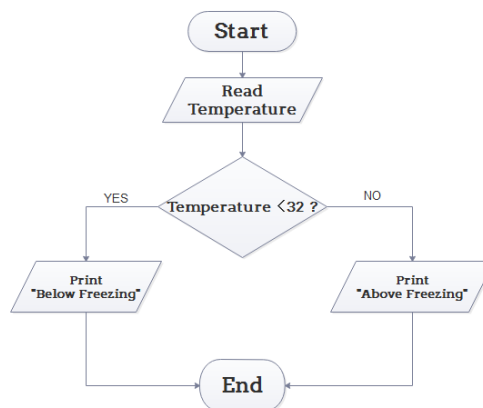 Start
Read
Temperature
Temperature <32 ?
YES
NO
Print
"Below Freezing"
Print
"Above Freezing"
End